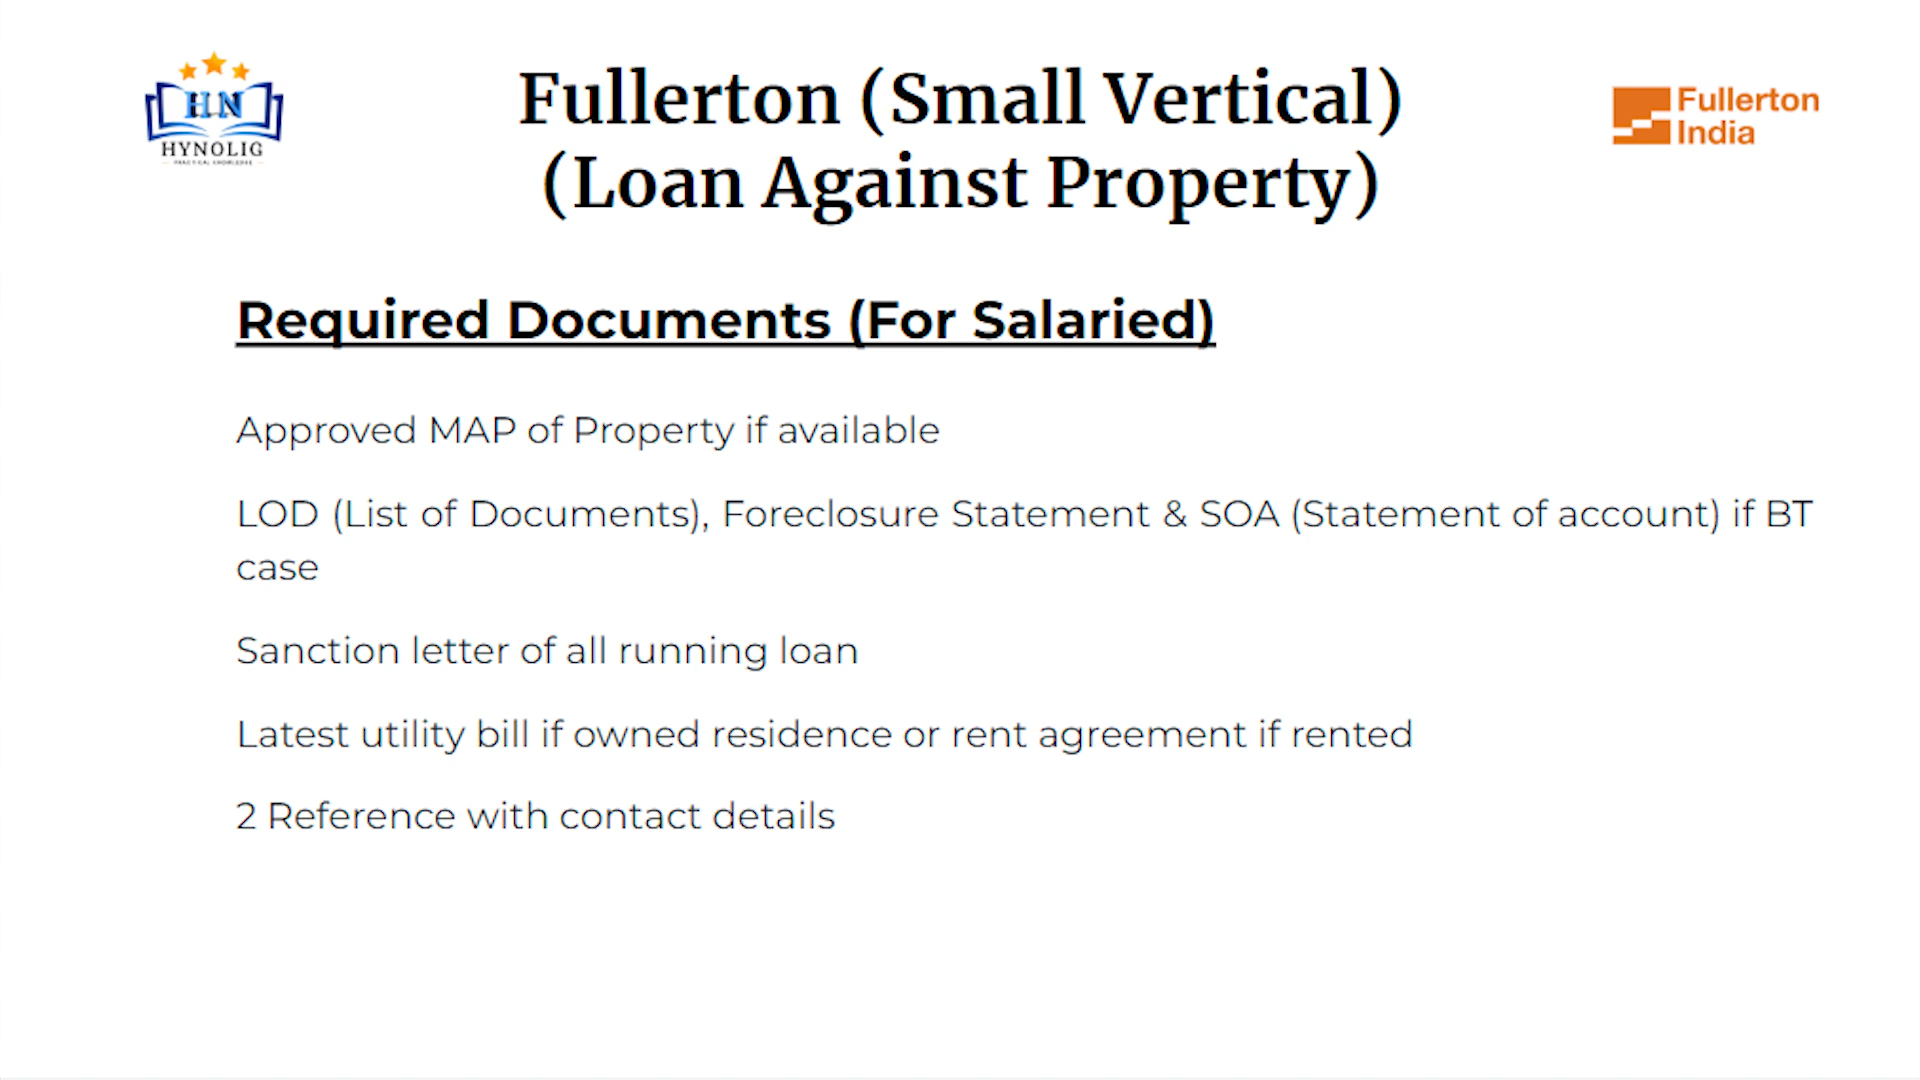 HN
HYNOLIG
PRACTICAL KNOWLEDGE
Fullerton (Small Vertical)
(Loan Against Property)
Fullerton
India
Required Documents (For Salaried)
Approved MAP of Property if available
LOD (List of Documents), Foreclosure Statement & SOA (Statement of account) if BT
case
Sanction letter of all running loan
Latest utility bill if owned residence or rent agreement if rented
2 Reference with contact details